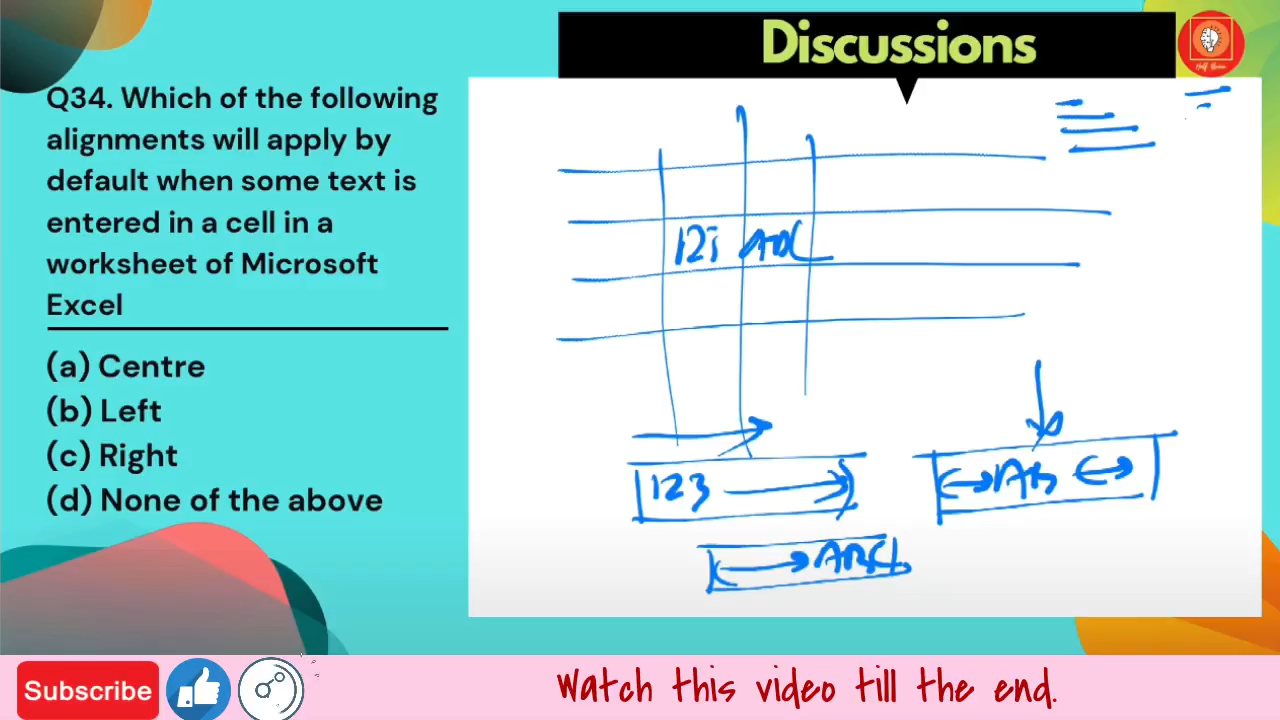 Discussions
Half Brain
Q34. Which of the following
alignments will apply by
default when some text is
entered in a cell in a
worksheet of Microsoft
Excel
(a) Centre
(b) Left
(c) Right
(d) None of the above
123
123
Subscribe
Watch this video till the end.